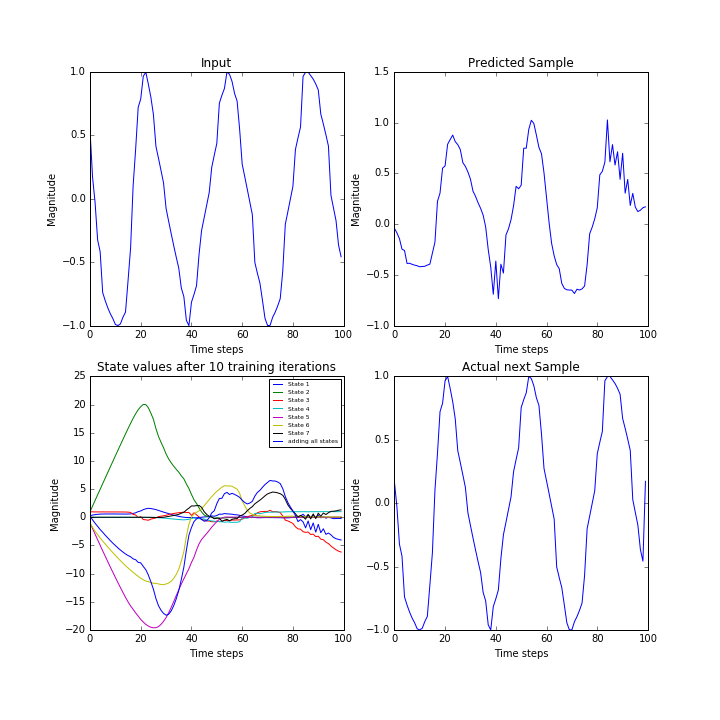 Input
Magnitude
1.0
0.5
0.0
−0.5
−1.0
0 20 40 60 80 100
Time steps
Predicted Sample
Magnitude
1.5
1.0
0.5
0.0
−0.5
−1.0
0 20 40 60 80 100
Time steps
State values after 10 training iterations
Magnitude
25
20
15
10
5
0
−5
−10
−15
−20
0 20 40 60 80 100
Time steps
State 1
State 2
State 3
State 4
State 5
State 6
State 7
adding all states
Actual next Sample
Magnitude
1.0
0.5
0.0
−0.5
−1.0
0 20 40 60 80 100
Time steps